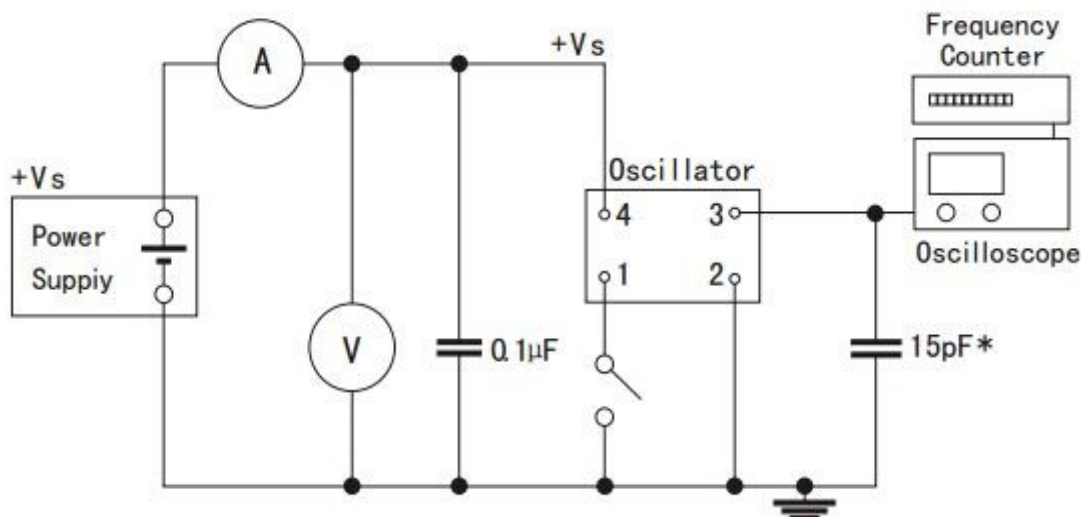 Frequency
Counter
+Vs
A
Oscillator
+Vs
4
3
Power
Oscilloscope
Suppiy
1
2
V
0.1μF
15pF*